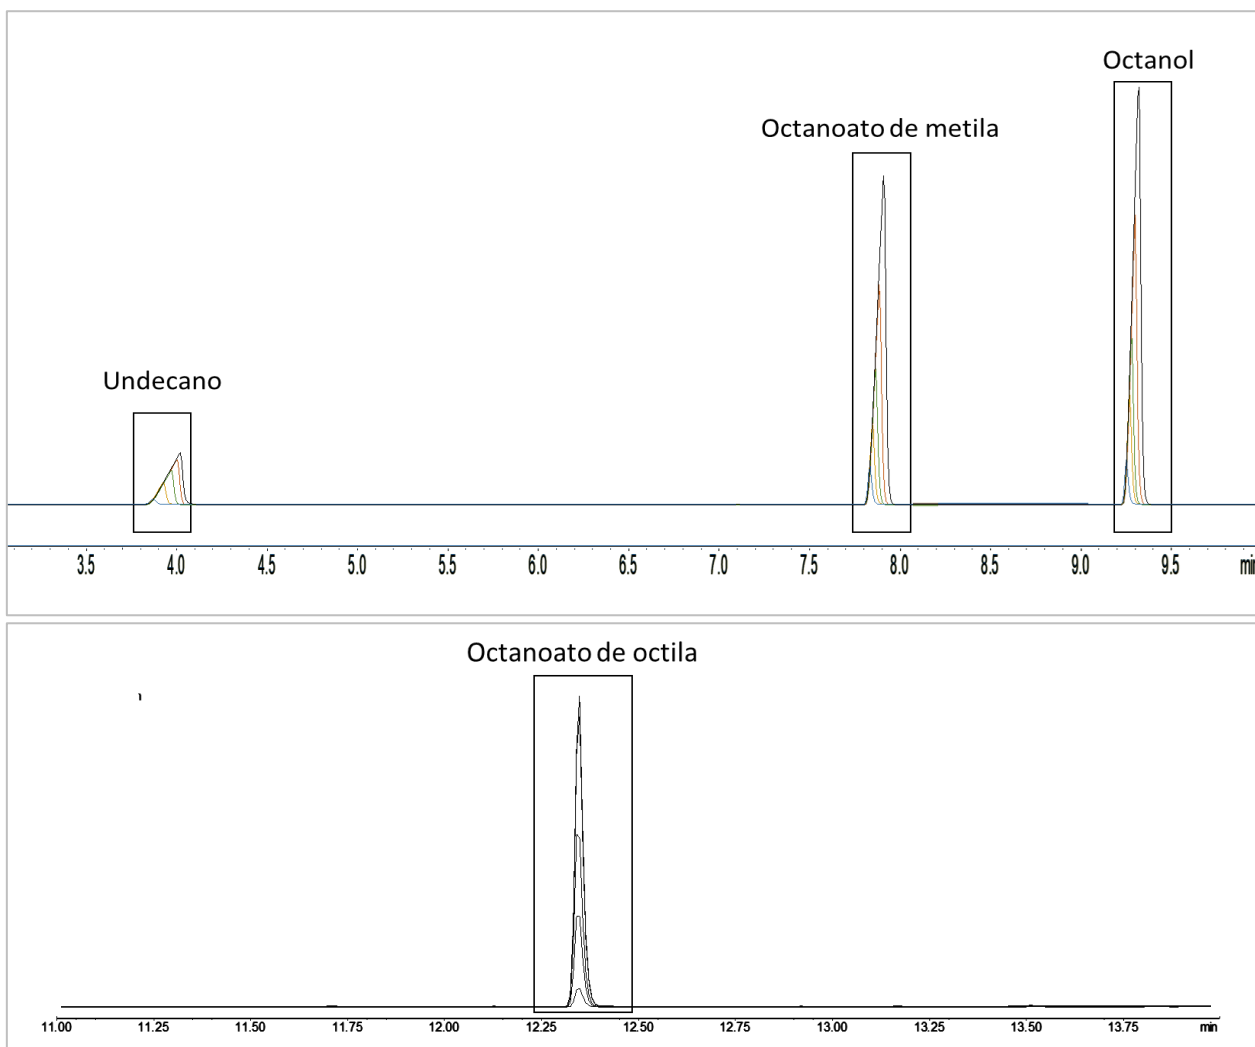 Octanol
Octanoato de metila
Undecano
3.5 4.0 4.5 5.0 5.5 6.0 6.5 7.0 7.5 8.0 8.5 9.0 9.5
Octanoato de octila
11.00 11.25 11.50 11.75 12.00 12.25 12.50 12.75 13.00 13.25 13.50 13.75 min